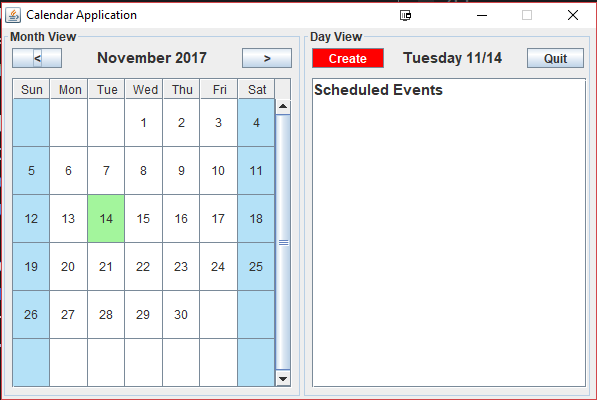 Calendar Application
Month View
< November 2017 >
Sun Mon Tue Wed Thu Fri Sat
1 2 3 4
5 6 7 8 9 10 11
12 13 14 15 16 17 18
19 20 21 22 23 24 25
26 27 28 29 30
Day View
Create Tuesday 11/14 Quit
Scheduled Events